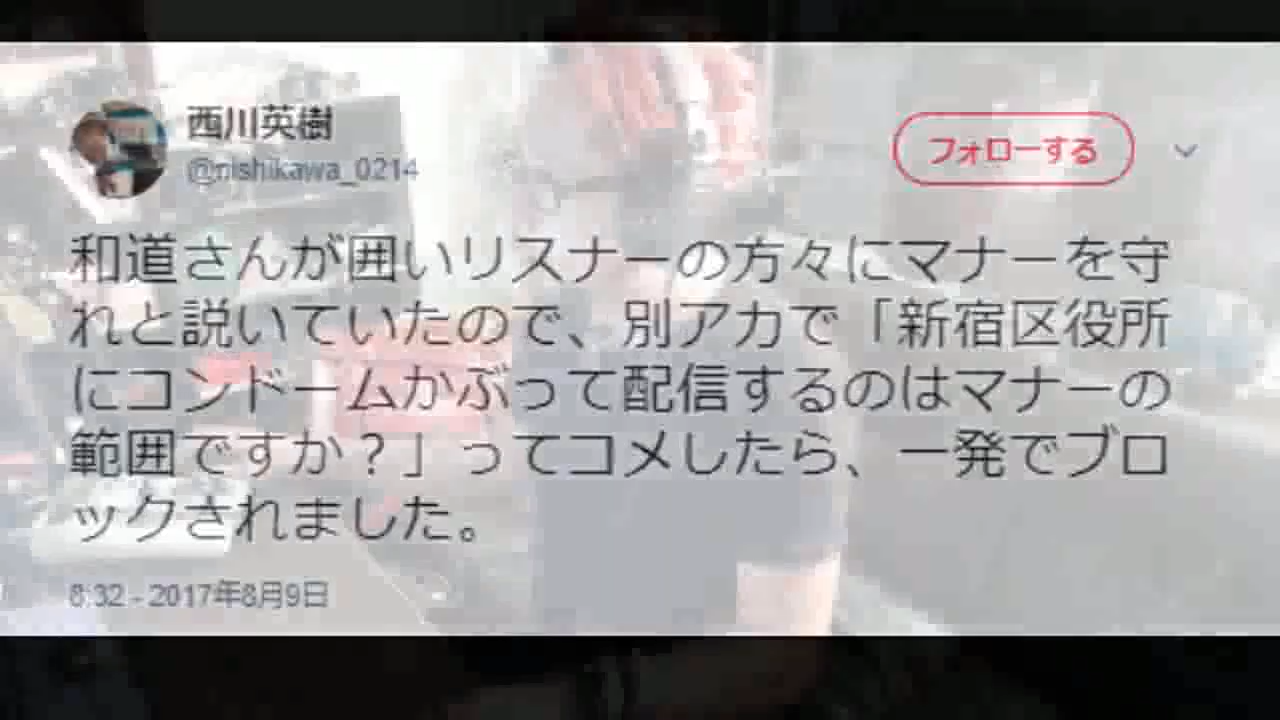 西川英樹
@nishikawa_0214
フォローする
和道さんが囲いリスナーの方々にマナーを守
れと説いていたので、別アカで「新宿区役所
にコンドームかぶって配信するのはマナーの
範囲ですか？」ってコメしたら、一発でブロ
ックされました。
8:32 - 2017年8月9日